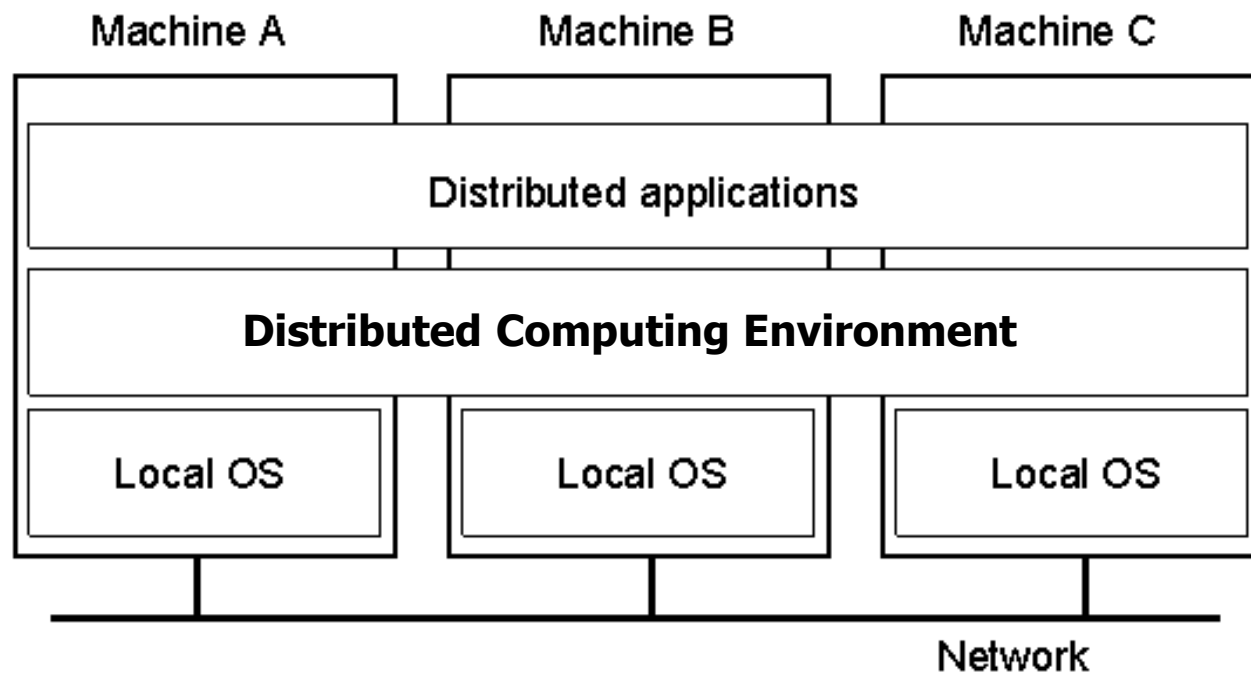 Machine A
Machine B
Machine C
Distributed applications
Distributed Computing Environment
Local OS
Local OS
Local OS
Network